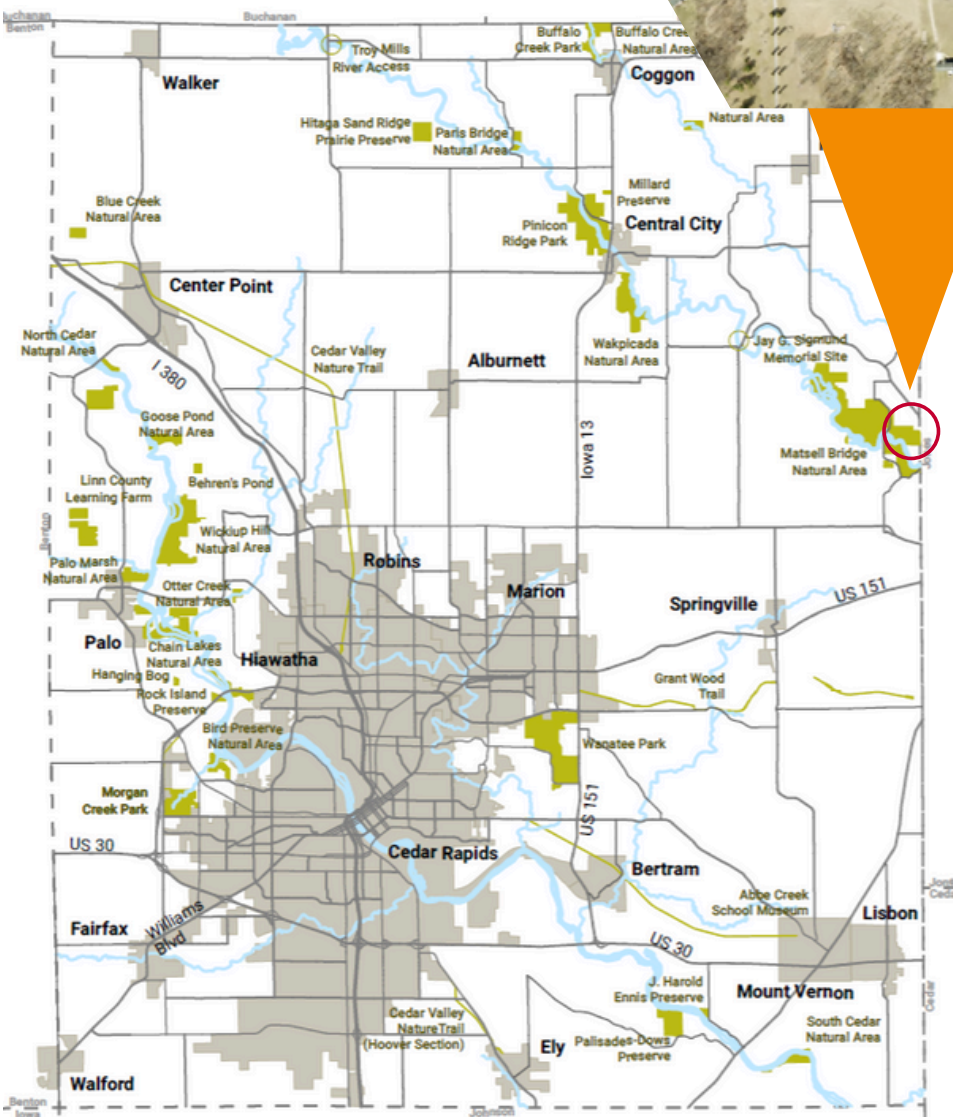 Buchanan
Buchanan
Benton
Walker
Troy Mills
River Access
Buffalo
Creek Park
Buffalo
Natural Area
Coggon
Natural Area
Hitaga Sand Ridge
Prairie Preserve
Paris Bridge
Natural Area
Blue Creek
Natural Area
Millard
Preserve
Pinicon
Ridge Park
Central City
Center Point
North Cedar
Natural Area
I 380
Cedar Valley
Nature Trail
Alburnett
Wakpicada
Natural Area
Jay G. Sigmund
Memorial Site
Goose Pond
Natural Area
Iowa 13
Matsell Bridge
Natural Area
Jones
Linn County
Learning Farm
Behren's Pond
Benton
Wickiup Hill
Natural Area
Palo Marsh
Natural Area
Otter Creek
Natural Area
Robins
Marion
Springville
US 151
Palo
Chain Lakes
Natural Area
Hiawatha
Hanging Bog
Rock Island
Preserve
Grant Wood
Trail
Bird Preserve
Natural Area
Wanatee Park
Morgan
Creek Park
US 151
US 30
Cedar Rapids
Bertram
Abbe Creek
School Museum
Lisbon
Fairfax
Williams
Blvd
US 30
J. Harold
Ennis Preserve
Mount Vernon
Cedar
Cedar Valley
Nature Trail
(Hoover Section)
Ely
Palisades-Dows
Preserve
South Cedar
Natural Area
Walford
Benton
Iowa
Johnson